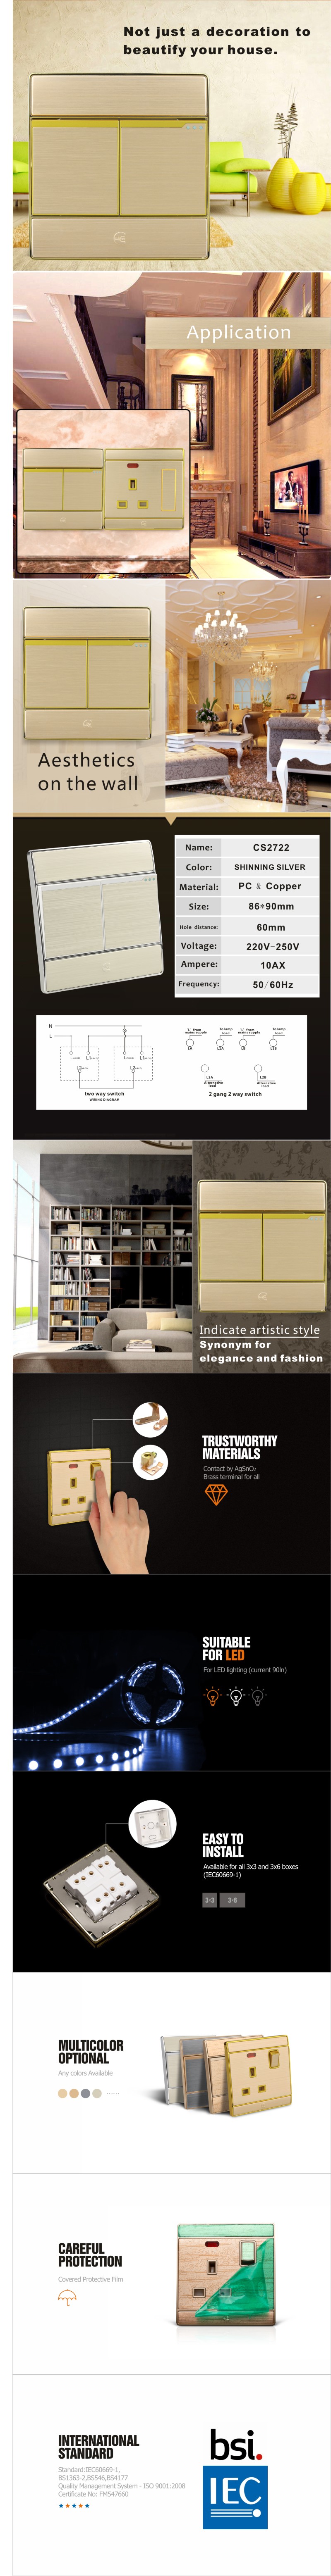 Not just a decoration to
beautify your house.
Application
Aesthetics
on the wall
Name: CS2722
Color: SHINNING SILVER
Material: PC & Copper
Size: 86*90mm
Hole distance: 60mm
Voltage: 220V-250V
Ampere: 10AX
Frequency: 50/60Hz
N
L
two way switch
WIRING DIAGRAM
2 gang 2 way switch
Indicate artistic style
Synonym for
elegance and fashion
TRUSTWORTHY
MATERIALS
Contact by AgSnO₂
Brass terminal for all
SUITABLE
FOR LED
For LED lighting (current 90In)
EASY TO
INSTALL
Available for all 3x3 and 3x6 boxes
(IEC60669-1)
3×3 3×6
MULTICOLOR
OPTIONAL
Any colors Available
CAREFUL
PROTECTION
Covered Protective Film
INTERNATIONAL
STANDARD
Standard:IEC60669-1,
BS1363-2,BS546,BS4177
Quality Management System - ISO 9001:2008
Certificate No: FM547660
bsi.
IEC